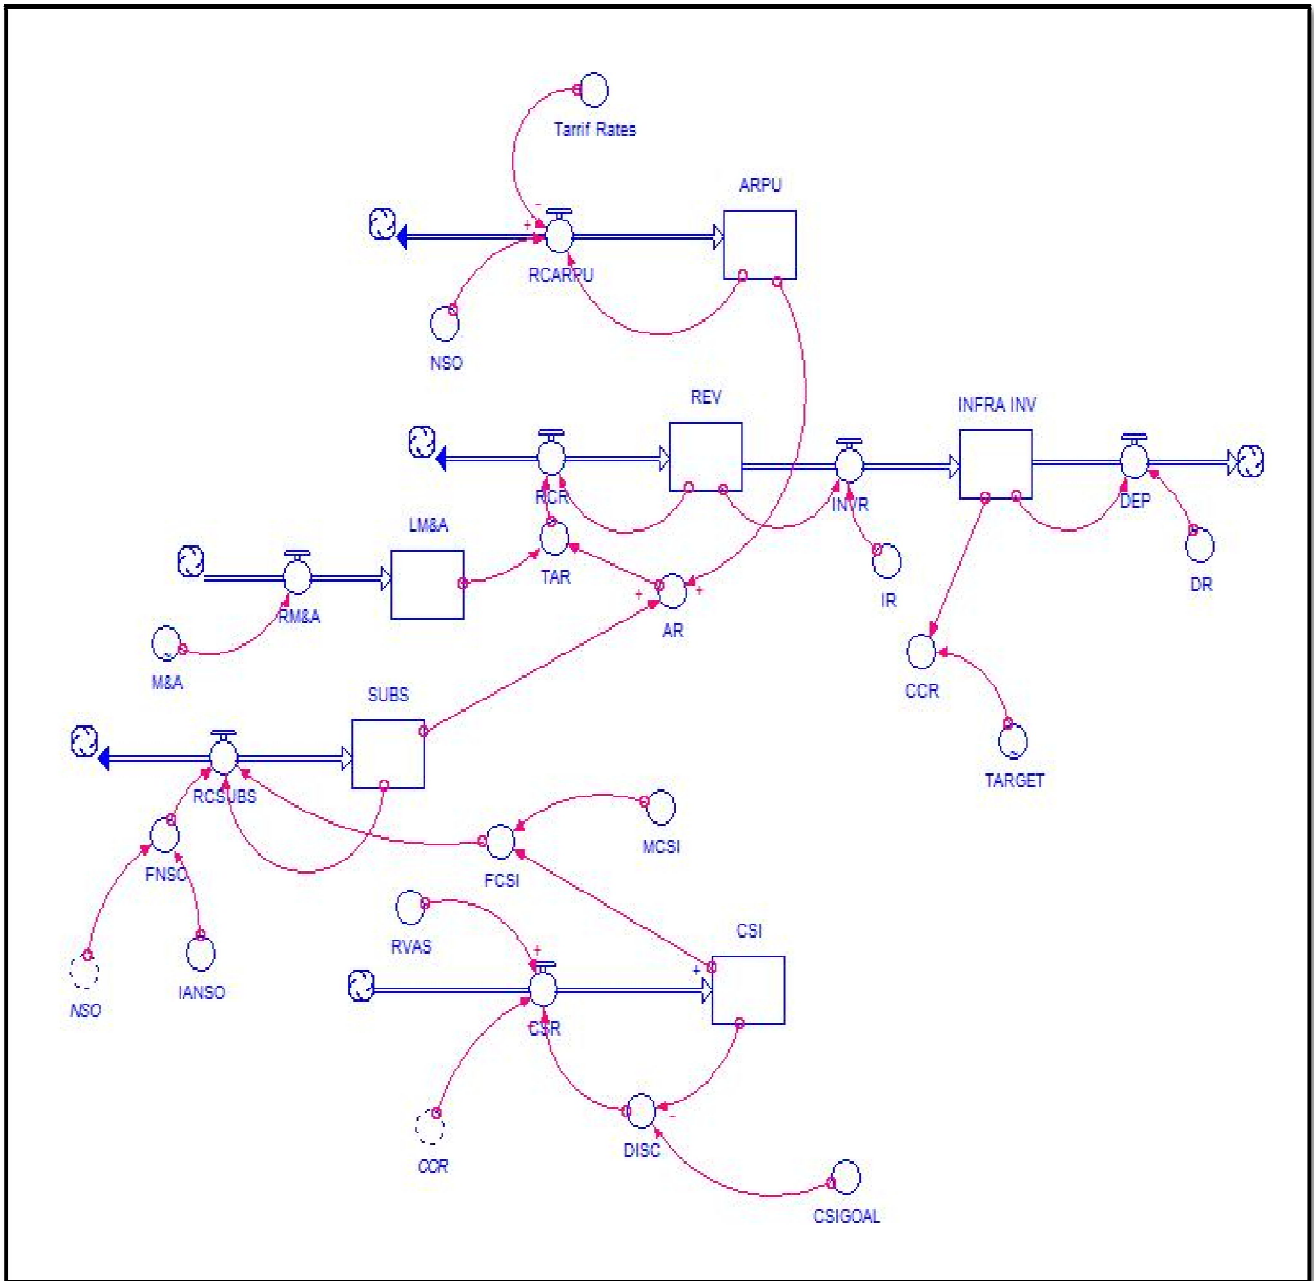 Tarrif Rates
ARPU
RCARPU
NSO
REV
INFRA INV
RCR
INVR
DEP
LM&A
TAR
IR
DR
RM&A
AR
M&A
CCR
SUBS
TARGET
RCSUBS
MCSI
FNSO
FCSI
RVAS
CSI
IANSO
NSO
CSR
DISC
CCR
CSIGOAL